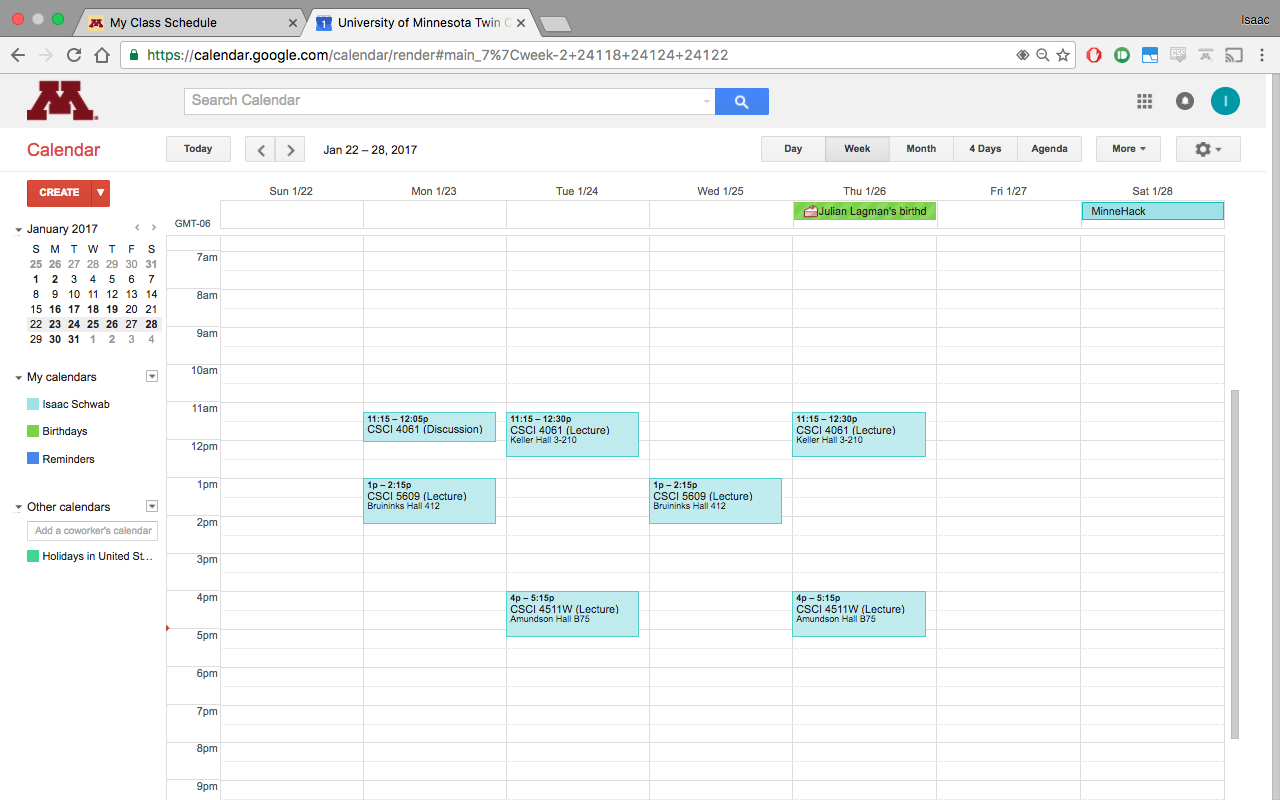 My Class Schedule
University of Minnesota Twin C
Isaac
https://calendar.google.com/calendar/render#main_7%7Cweek-2+24118+24124+24122
M
Search Calendar
I
Calendar
Today
Jan 22 – 28, 2017
Day
Week
Month
4 Days
Agenda
More
CREATE
January 2017
S M T W T F S
25 26 27 28 29 30 31
1 2 3 4 5 6 7
8 9 10 11 12 13 14
15 16 17 18 19 20 21
22 23 24 25 26 27 28
29 30 31 1 2 3 4
My calendars
Isaac Schwab
Birthdays
Reminders
Other calendars
Add a coworker's calendar
Holidays in United St...
Sun 1/22
Mon 1/23
Tue 1/24
Wed 1/25
Thu 1/26
Fri 1/27
Sat 1/28
GMT-06
Julian Lagman's birthd
MinneHack
7am
8am
9am
10am
11am
12pm
1pm
2pm
3pm
4pm
5pm
6pm
7pm
8pm
9pm
11:15 – 12:05p
CSCI 4061 (Discussion)
1p – 2:15p
CSCI 5609 (Lecture)
Bruininks Hall 412
11:15 – 12:30p
CSCI 4061 (Lecture)
Keller Hall 3-210
4p – 5:15p
CSCI 4511W (Lecture)
Amundson Hall B75
1p – 2:15p
CSCI 5609 (Lecture)
Bruininks Hall 412
11:15 – 12:30p
CSCI 4061 (Lecture)
Keller Hall 3-210
4p – 5:15p
CSCI 4511W (Lecture)
Amundson Hall B75